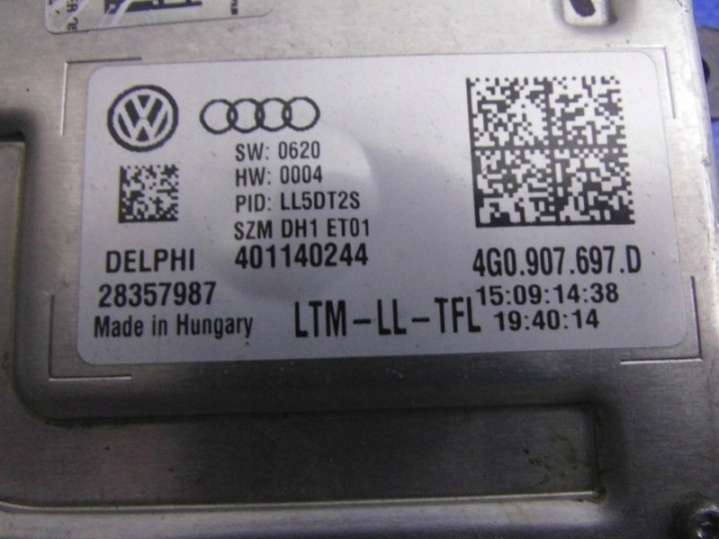 SW: 0620
HW: 0004
PID: LL5DT2S
SZM DH1 ET01
DELPHI 401140244 4G0.907.697.D
28357987 15:09:14:38
Made in Hungary LTM-LL-TFL 19:40:14